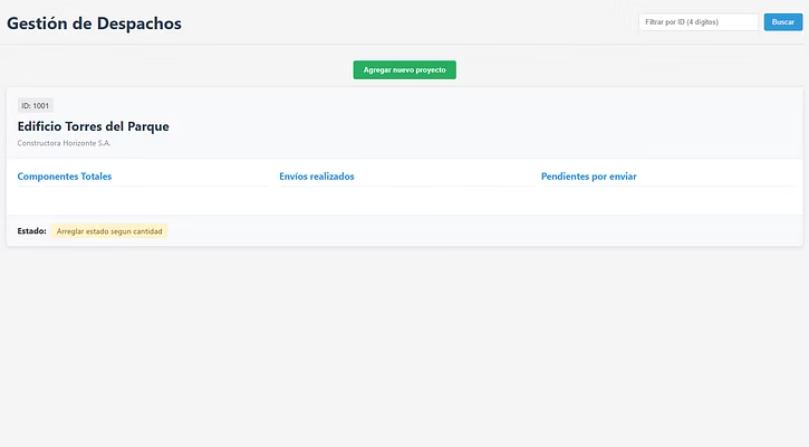 Gestión de Despachos
Filtrar por ID (4 dígitos)
Buscar
Agregar nuevo proyecto
ID: 1001
Edificio Torres del Parque
Constructora Horizonte S.A.
Componentes Totales
Envíos realizados
Pendientes por enviar
Estado: Arreglar estado segun cantidad